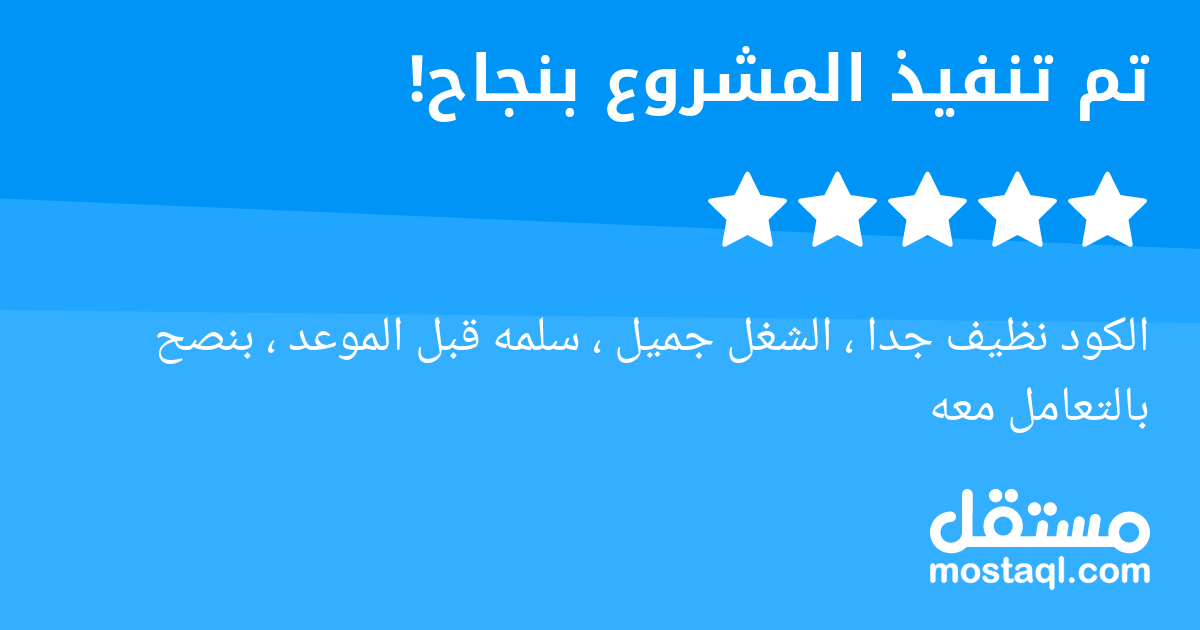 تم تنفيذ المشروع بنجاح!
الكود نظيف جدا ، الشغل جميل ، سلمه قبل الموعد ، بنصح
بالتعامل معه
مستقل
mostaql.com